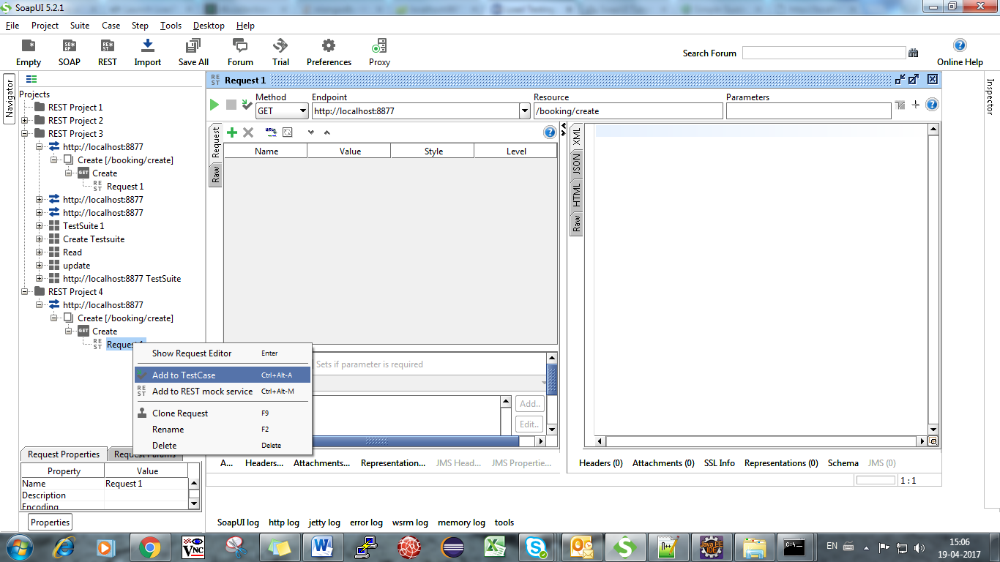 SoapUI 5.2.1
File Project Suite Case Step Tools Desktop Help
Empty SOAP REST Import Save All Forum Trial Preferences Proxy Search Forum Online Help
Navigator
Projects
REST Project 1
REST Project 2
REST Project 3
http://localhost:8877
Create [/booking/create]
GET Create
REST Request 1
http://localhost:8877
http://localhost:8877
TestSuite 1
Create Testsuite
Read
update
http://localhost:8877 TestSuite
REST Project 4
http://localhost:8877
Create [/booking/create]
GET Create
REST Request 1
Show Request Editor Enter
Add to TestCase Ctrl+Alt-A
REST Add to REST mock service Ctrl+Alt-M
Clone Request F9
Rename F2
Delete Delete
Request Properties Request Params
Property Value
Name Request 1
Description
Encoding
Properties
REST Request 1
Method Endpoint Resource Parameters
GET http://localhost:8877 /booking/create
Request
Raw
Name Value Style Level
Sets if parameter is required
Add..
Edit..
A... Headers... Attachments... Representation... JMS Head... JMS Propertie...
XML
JSON
HTML
Raw
Headers (0) Attachments (0) SSL Info Representations (0) Schema JMS (0)
1 : 1
Inspector
SoapUI log http log jetty log error log wsrm log memory log tools
EN 15:06
19-04-2017